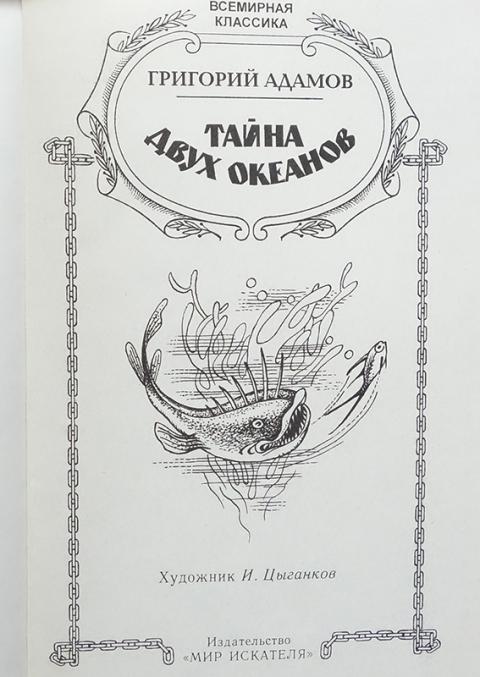 ВСЕМИРНАЯ
КЛАССИКА
ГРИГОРИЙ АДАМОВ
ТАЙНА
ДВУХ ОКЕАНОВ
Художник И. Цыганков
Издательство
«МИР ИСКАТЕЛЯ»